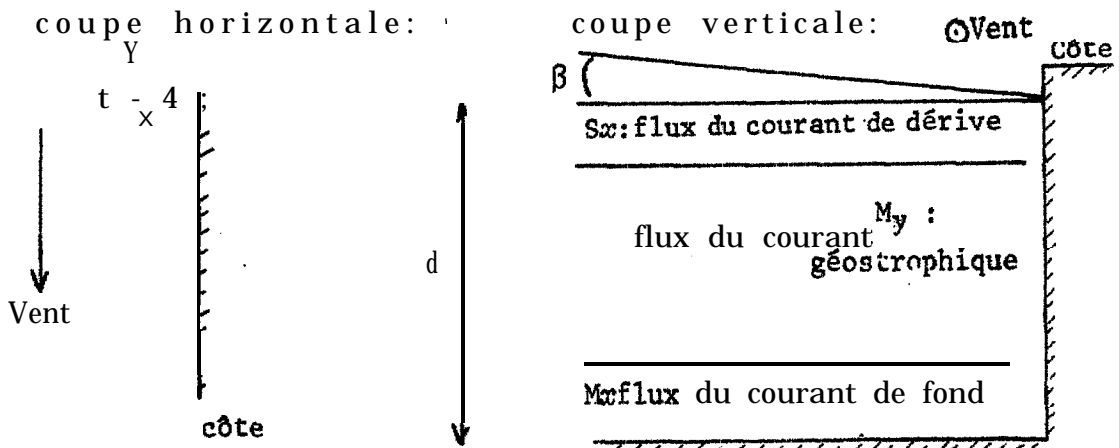 coupe horizontale:
Y
t - x 4 ;
Vent
côte
d
coupe verticale:
Vent
Côte
β
Sx: flux du courant de dérive
My :
flux du courant
géostrophique
Mx flux du courant de fond